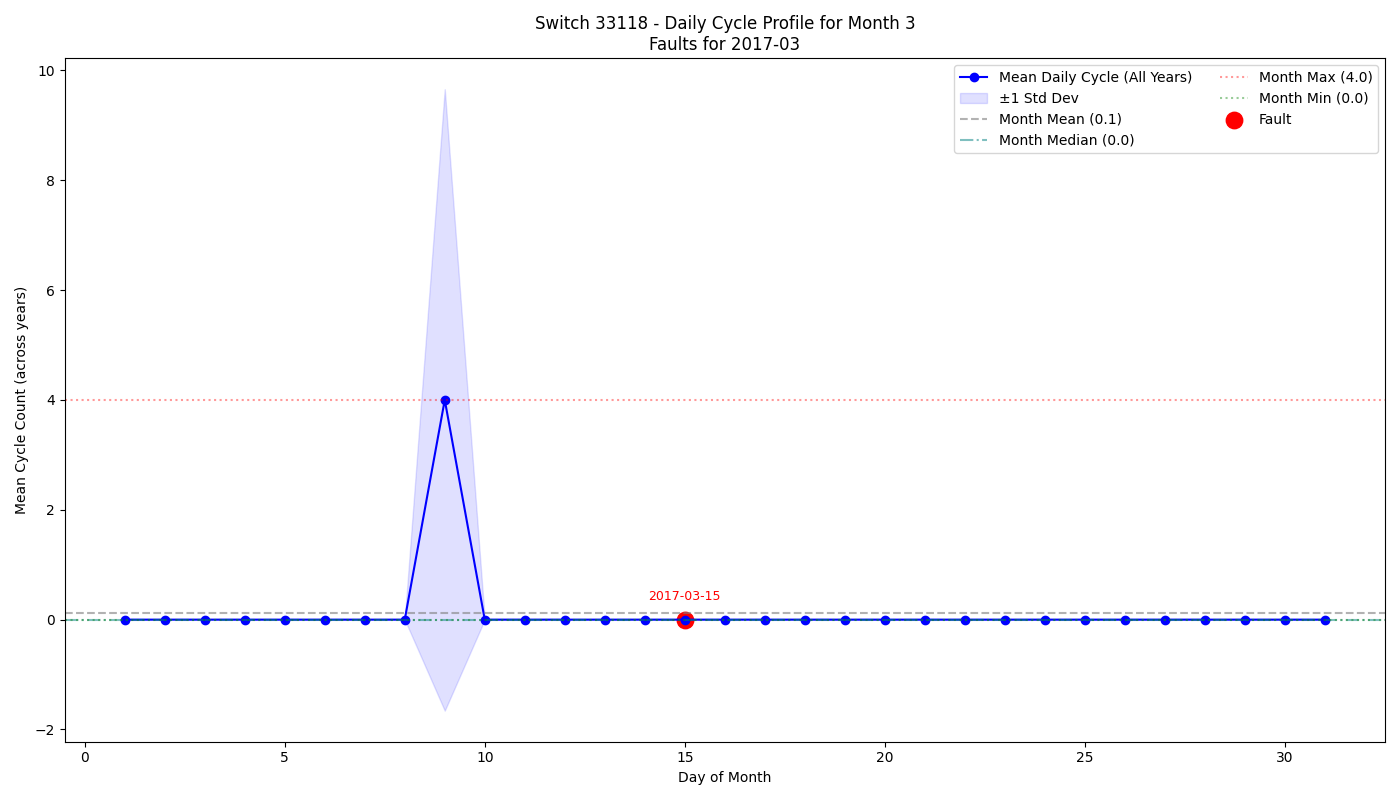 Switch 33118 - Daily Cycle Profile for Month 3
Faults for 2017-03
Mean Daily Cycle (All Years)
±1 Std Dev
Month Mean (0.1)
Month Median (0.0)
Month Max (4.0)
Month Min (0.0)
Fault
Mean Cycle Count (across years)
10
8
6
4
2
0
−2
2017-03-15
0
5
10
15
20
25
30
Day of Month